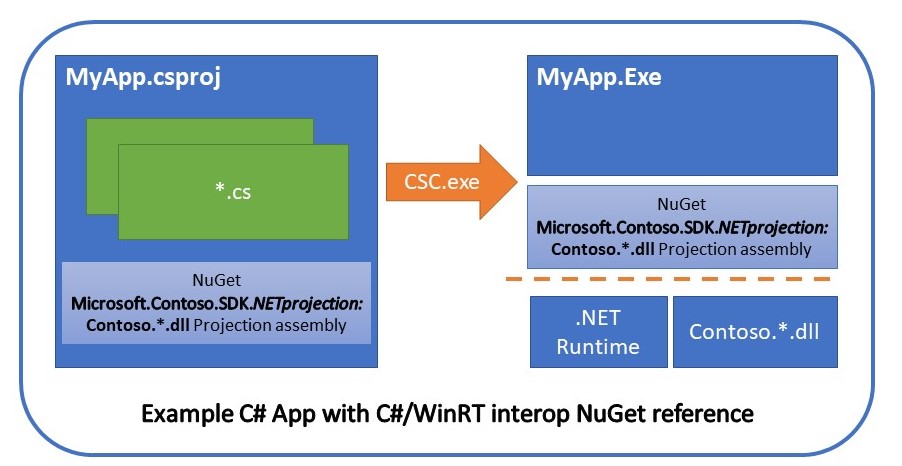 MyApp.csproj
*.cs
NuGet
Microsoft.Contoso.SDK.NETprojection:
Contoso.*.dll Projection assembly
CSC.exe
MyApp.Exe
NuGet
Microsoft.Contoso.SDK.NETprojection:
Contoso.*.dll Projection assembly
.NET
Runtime
Contoso.*.dll
Example C# App with C#/WinRT interop NuGet reference